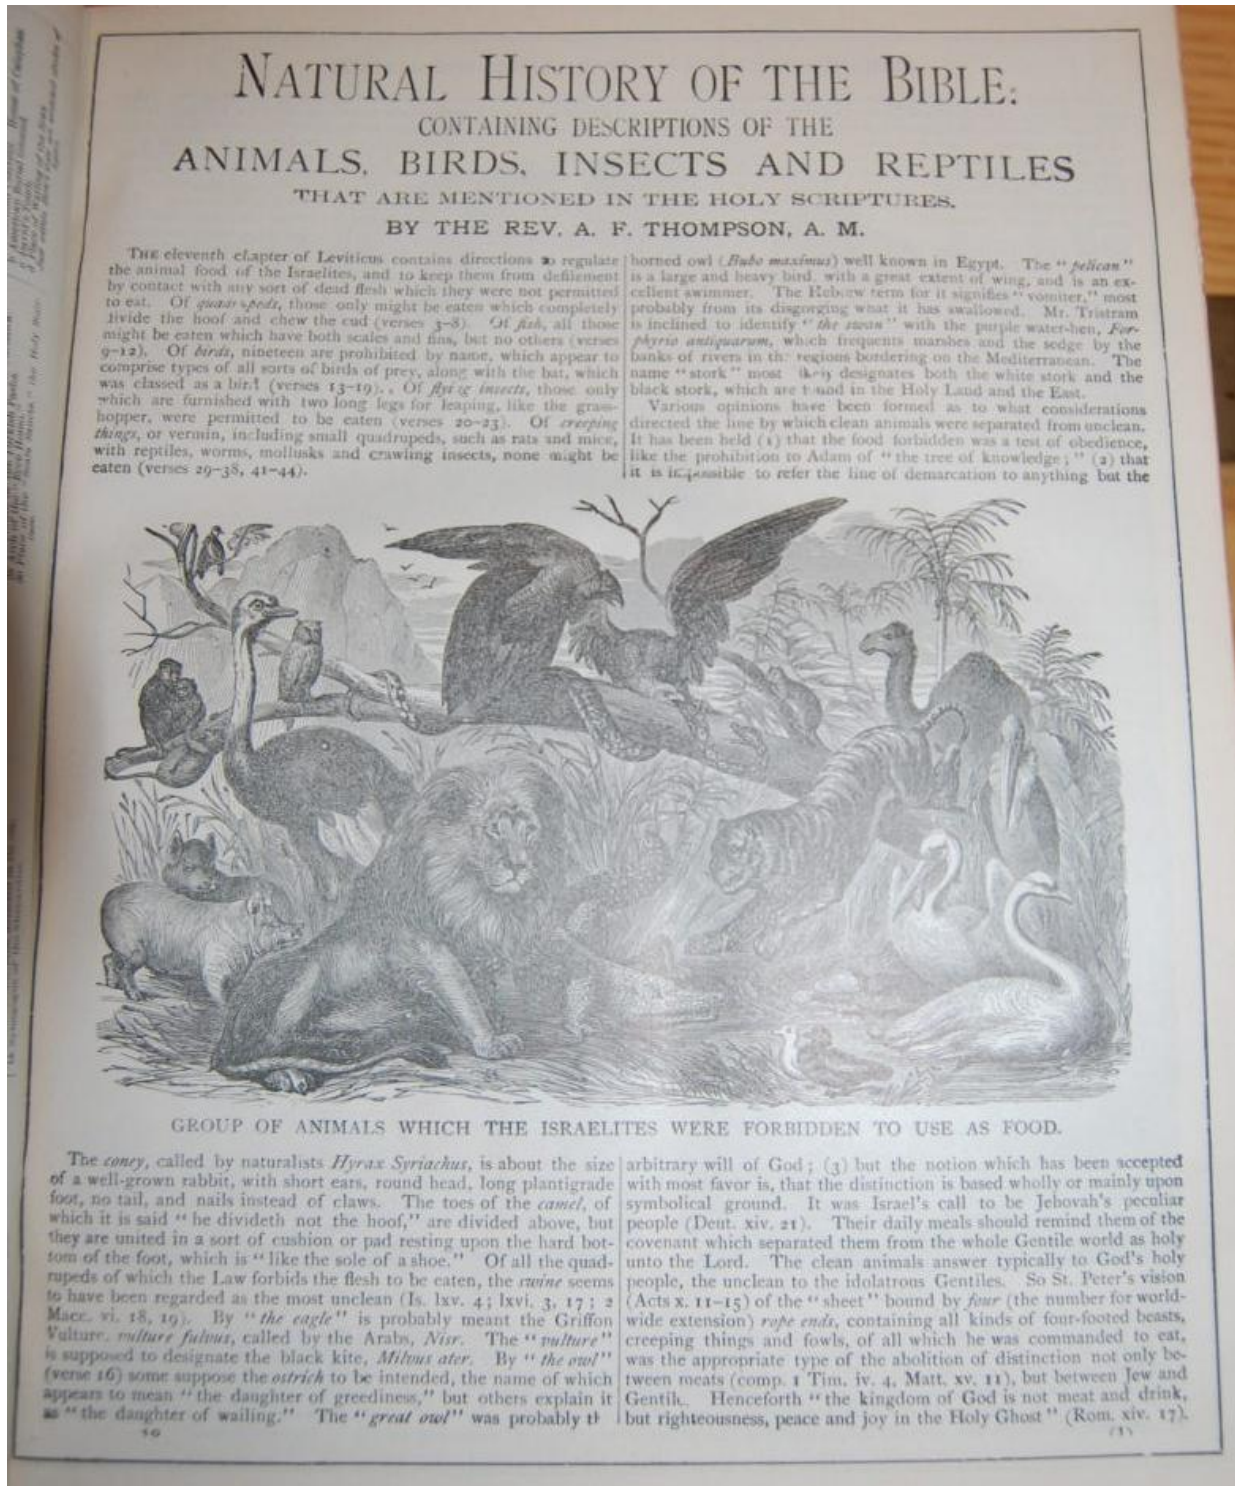 NATURAL HISTORY OF THE BIBLE:
CONTAINING DESCRIPTIONS OF THE
ANIMALS, BIRDS, INSECTS AND REPTILES
THAT ARE MENTIONED IN THE HOLY SCRIPTURES.
BY THE REV. A. F. THOMPSON, A. M.
THE eleventh chapter of Leviticus contains directions to regulate
the animal food of the Israelites, and to keep them from defilement
by contact with any sort of dead flesh which they were not permitted
to eat. Of quadrupeds, those only might be eaten which completely
divide the hoof and chew the cud (verses 3–8). Of fish, all those
might be eaten which have both scales and fins, but no others (verses
9–12). Of birds, nineteen are prohibited by name, which appear to
comprise types of all sorts of birds of prey, along with the bat, which
was classed as a bird (verses 13–19). Of flying insects, those only
which are furnished with two long legs for leaping, like the grass-
hopper, were permitted to be eaten (verses 20–23). Of creeping
things, or vermin, including small quadrupeds, such as rats and mice,
with reptiles, worms, mollusks and crawling insects, none might be
eaten (verses 29–38, 41–44).
horned owl (Bubo maximus) well known in Egypt. The "pelican"
is a large and heavy bird, with a great extent of wing, and is an ex-
cellent swimmer. The Hebrew term for it signifies "vomiter," most
probably from its disgorging what it has swallowed. Mr. Tristram
is inclined to identify "the swan" with the purple water-hen, For-
phyrio antiquarum, which frequents marshes and the sedge by the
banks of rivers in the regions bordering on the Mediterranean. The
name "stork" most likely designates both the white stork and the
black stork, which are found in the Holy Land and the East.
Various opinions have been formed as to what considerations
directed the line by which clean animals were separated from unclean.
It has been held (1) that the food forbidden was a test of obedience,
like the prohibition to Adam of "the tree of knowledge;" (2) that
it is impossible to refer the line of demarcation to anything but the
GROUP OF ANIMALS WHICH THE ISRAELITES WERE FORBIDDEN TO USE AS FOOD.
The coney, called by naturalists Hyrax Syriachus, is about the size
of a well-grown rabbit, with short ears, round head, long plantigrade
foot, no tail, and nails instead of claws. The toes of the camel, of
which it is said "he divideth not the hoof," are divided above, but
they are united in a sort of cushion or pad resting upon the hard bot-
tom of the foot, which is "like the sole of a shoe." Of all the quad-
rupeds of which the Law forbids the flesh to be eaten, the swine seems
to have been regarded as the most unclean (Is. lxv. 4; lxvi. 3, 17; 2
Macc. vi. 18, 19). By "the eagle" is probably meant the Griffon
Vulture, vulture fulvus, called by the Arabs, Nisr. The "vulture"
is supposed to designate the black kite, Milvus ater. By "the owl"
(verse 16) some suppose the ostrich to be intended, the name of which
appears to mean "the daughter of greediness," but others explain it
as "the daughter of wailing." The "great owl" was probably th
50
arbitrary will of God; (3) but the notion which has been accepted
with most favor is, that the distinction is based wholly or mainly upon
symbolical ground. It was Israel's call to be Jehovah's peculiar
people (Deut. xiv. 21). Their daily meals should remind them of the
covenant which separated them from the whole Gentile world as holy
unto the Lord. The clean animals answer typically to God's holy
people, the unclean to the idolatrous Gentiles. So St. Peter's vision
(Acts x. 11–15) of the "sheet" bound by four (the number for world-
wide extension) rope ends, containing all kinds of four-footed beasts,
creeping things and fowls, of all which he was commanded to eat,
was the appropriate type of the abolition of distinction not only be-
tween meats (comp. 1 Tim. iv. 4, Matt. xv. 11), but between Jew and
Gentile. Henceforth "the kingdom of God is not meat and drink,
but righteousness, peace and joy in the Holy Ghost" (Rom. xiv. 17).
(1)